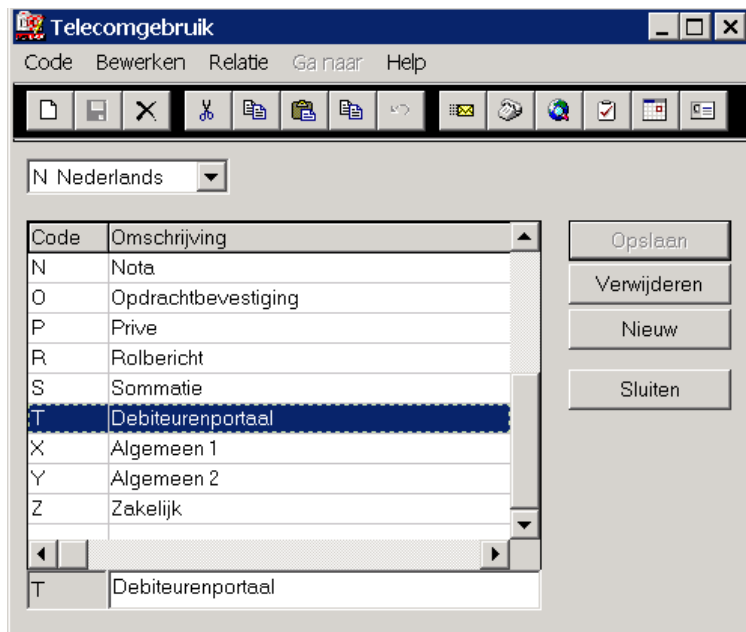 Telecomgebruik
Code Bewerken Relatie Ga naar Help
N Nederlands
Code Omschrijving
N Nota
O Opdrachtbevestiging
P Prive
R Rolbericht
S Sommatie
T Debiteurenportaal
X Algemeen 1
Y Algemeen 2
Z Zakelijk
T Debiteurenportaal
Opslaan
Verwijderen
Nieuw
Sluiten